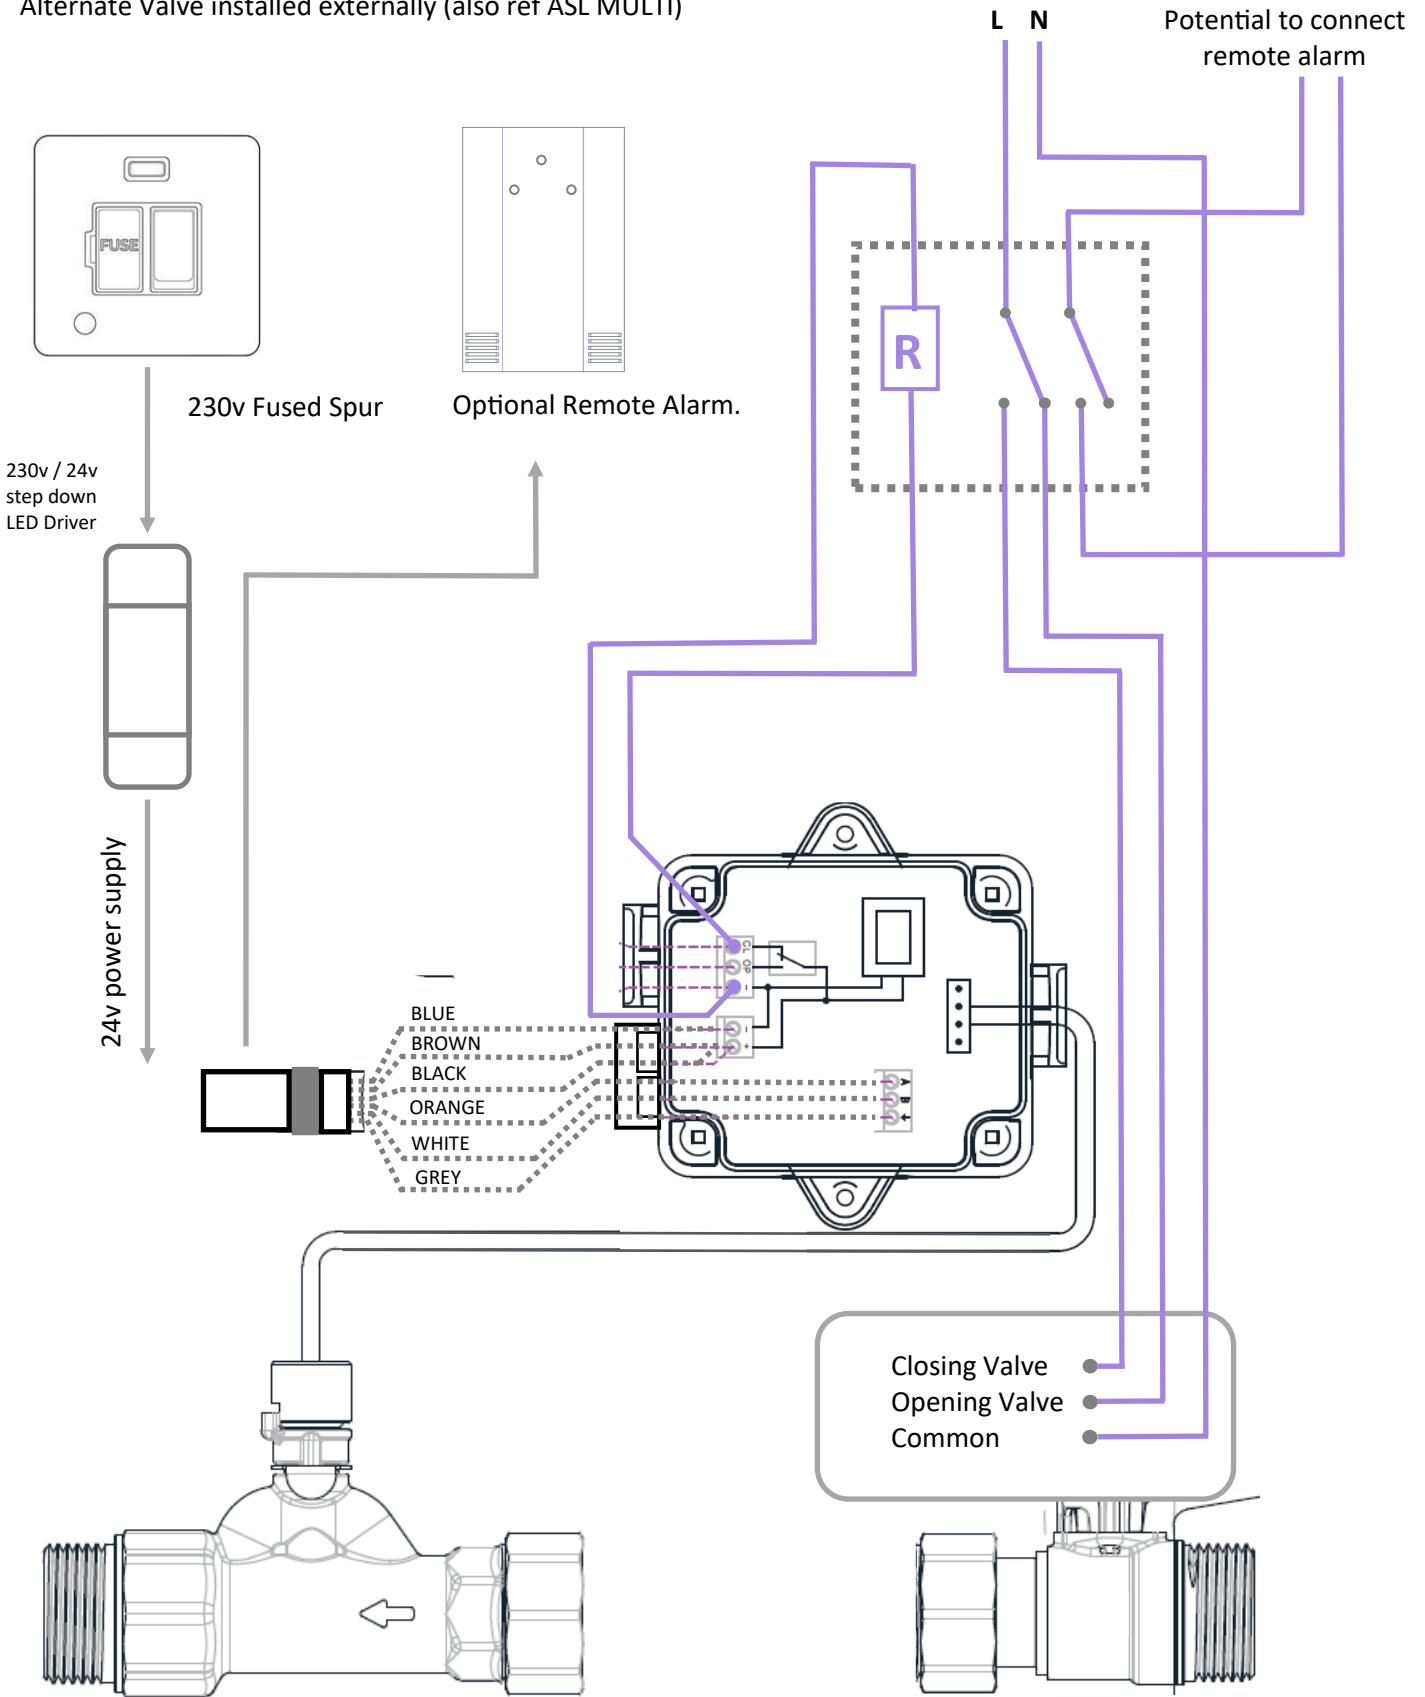 Alternate Valve installed externally (also ref ASL MULTI)
L N
Potential to connect
remote alarm
FUSE
R
230v Fused Spur
Optional Remote Alarm.
230v / 24v
step down
LED Driver
24v power supply
CL
OP
-
-
+
BLUE
BROWN
BLACK
ORANGE
WHITE
GREY
A
B
Closing Valve
Opening Valve
Common